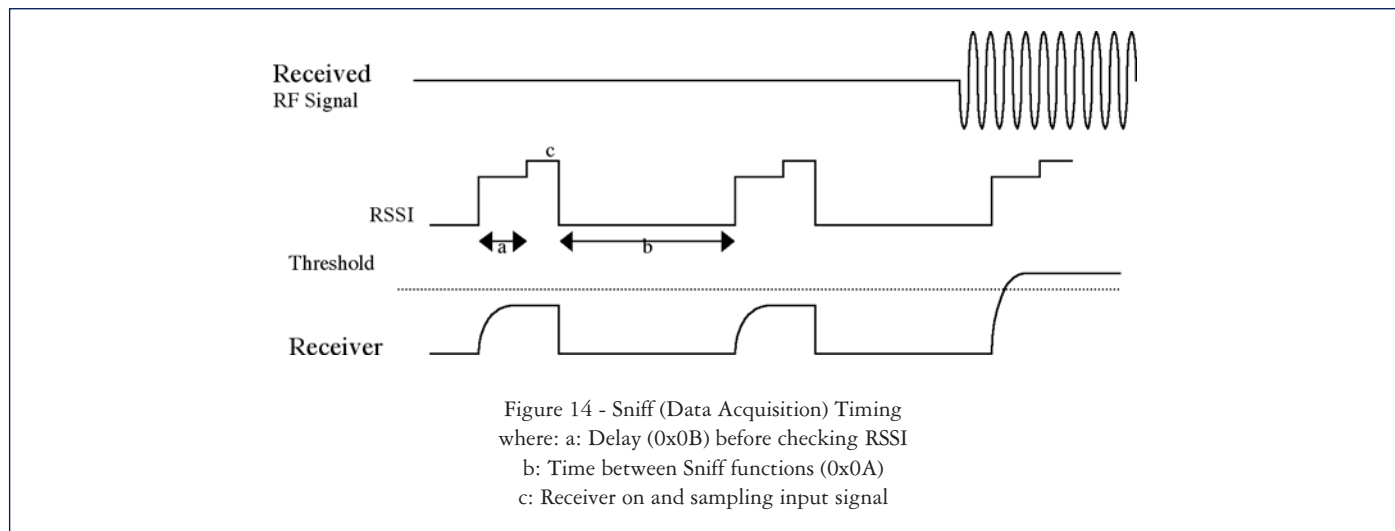 Received
RF Signal
c
RSSI
a
b
Threshold
Receiver
Figure 14 - Sniff (Data Acquisition) Timing
where: a: Delay (0x0B) before checking RSSI
b: Time between Sniff functions (0x0A)
c: Receiver on and sampling input signal